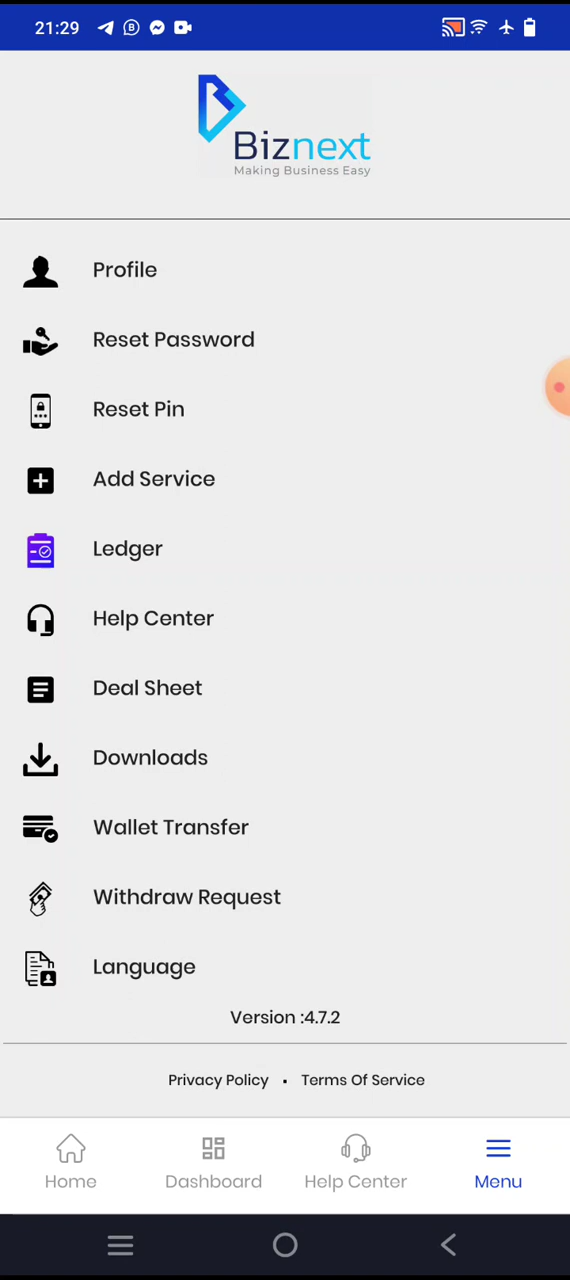 21:29
Biznext
Making Business Easy
Profile
Reset Password
Reset Pin
Add Service
Ledger
Help Center
Deal Sheet
Downloads
Wallet Transfer
Withdraw Request
Language
Version :4.7.2
Privacy Policy • Terms Of Service
Home Dashboard Help Center Menu